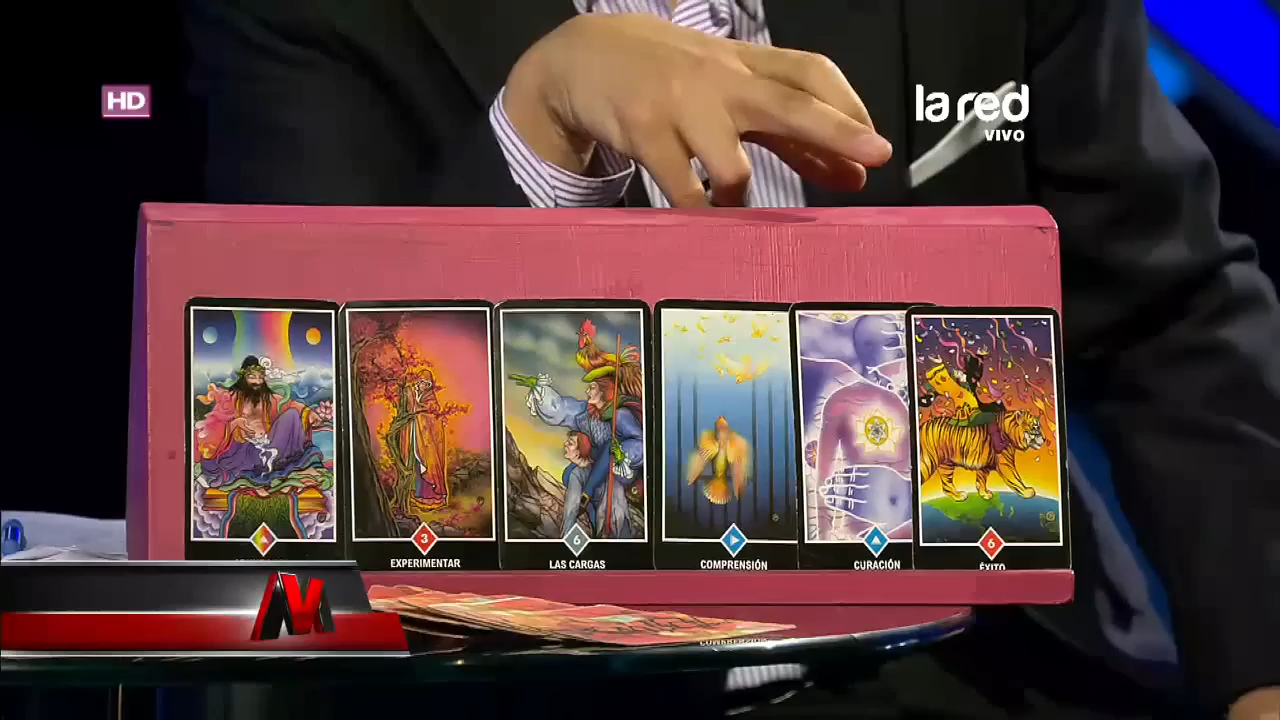 HD
la red
vivo
3
6
6
EXPERIMENTAR
LAS CARGAS
COMPRENSIÓN
CURACIÓN
ÉXITO